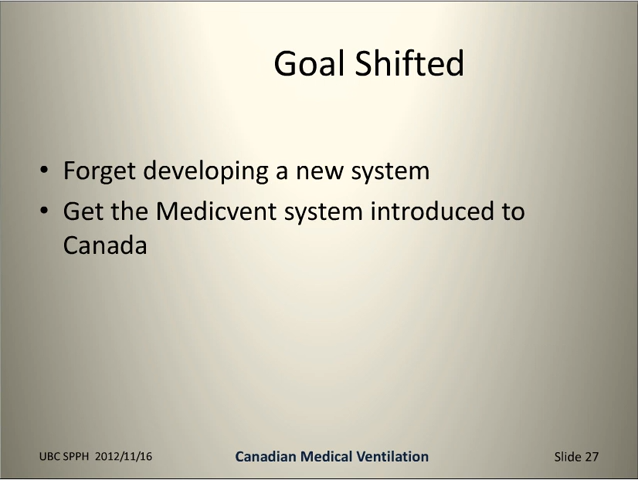 Goal Shifted
• Forget developing a new system
• Get the Medicvent system introduced to
Canada
UBC SPPH 2012/11/16
Canadian Medical Ventilation
Slide 27